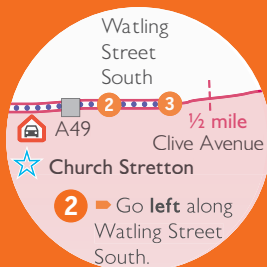 Watling
Street
South
2
3
A49
½ mile
Clive Avenue
Church Stretton
2 Go left along
Watling Street
South.